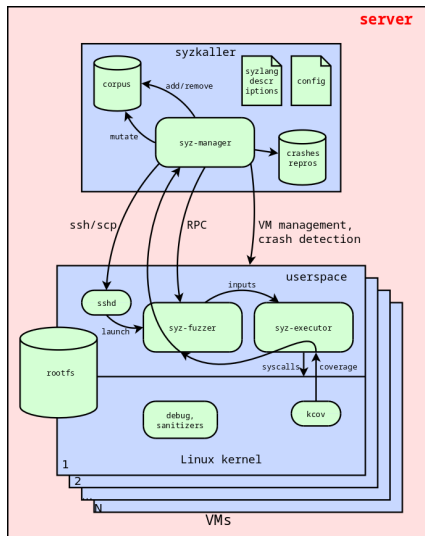 server
syzkaller
corpus
add/remove
syzlang
descr
iptions
config
mutate
syz-manager
crashes
repros
ssh/scp
RPC
VM management,
crash detection
userspace
inputs
sshd
syz-fuzzer
syz-executor
launch
rootfs
syscalls
coverage
debug,
sanitizers
kcov
Linux kernel
1
2
...
N
VMs